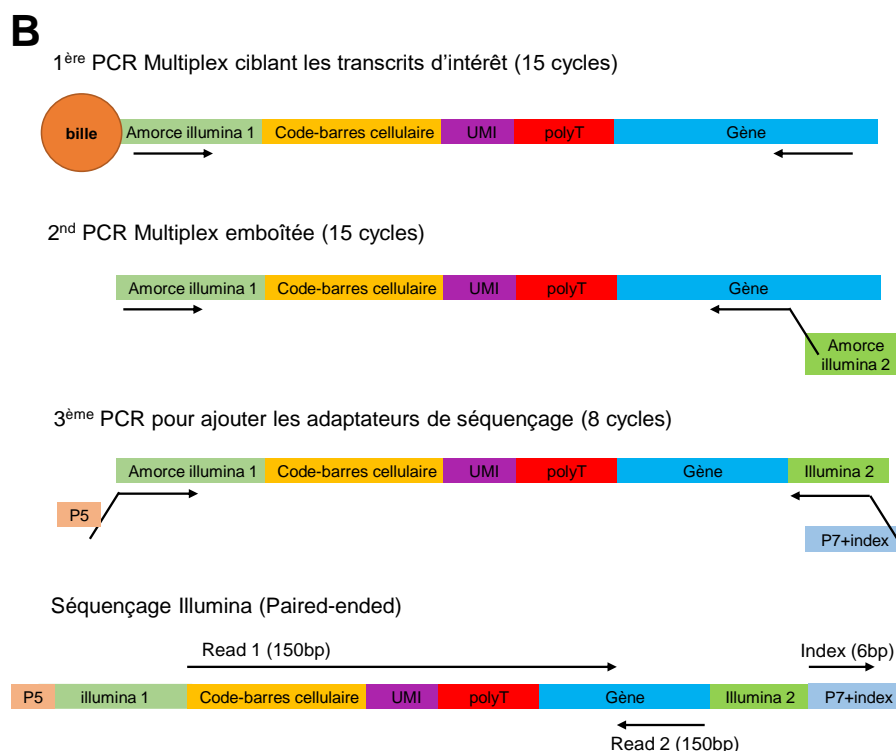 B
1ère PCR Multiplex ciblant les transcrits d'intérêt (15 cycles)
bille
Amorce illumina 1 Code-barres cellulaire UMI polyT Gène
2nd PCR Multiplex emboîtée (15 cycles)
Amorce illumina 1 Code-barres cellulaire UMI polyT Gène
Amorce
illumina 2
3ème PCR pour ajouter les adaptateurs de séquençage (8 cycles)
Amorce illumina 1 Code-barres cellulaire UMI polyT Gène Illumina 2
P5
P7+index
Séquençage Illumina (Paired-ended)
Read 1 (150bp) Index (6bp)
P5 illumina 1 Code-barres cellulaire UMI polyT Gène Illumina 2 P7+index
Read 2 (150bp)